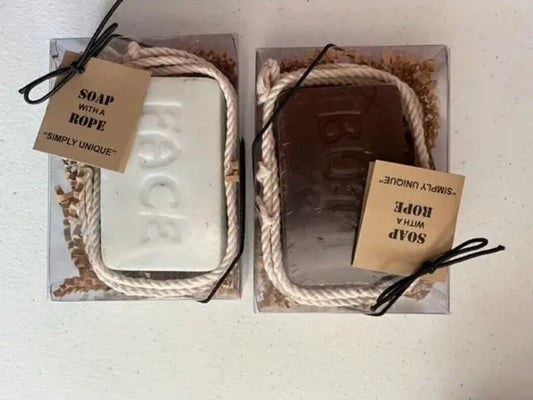 SOAP
WITH A
ROPE
"SIMPLY UNIQUE"
FACE
SOAP
WITH A
ROPE
"SIMPLY UNIQUE"